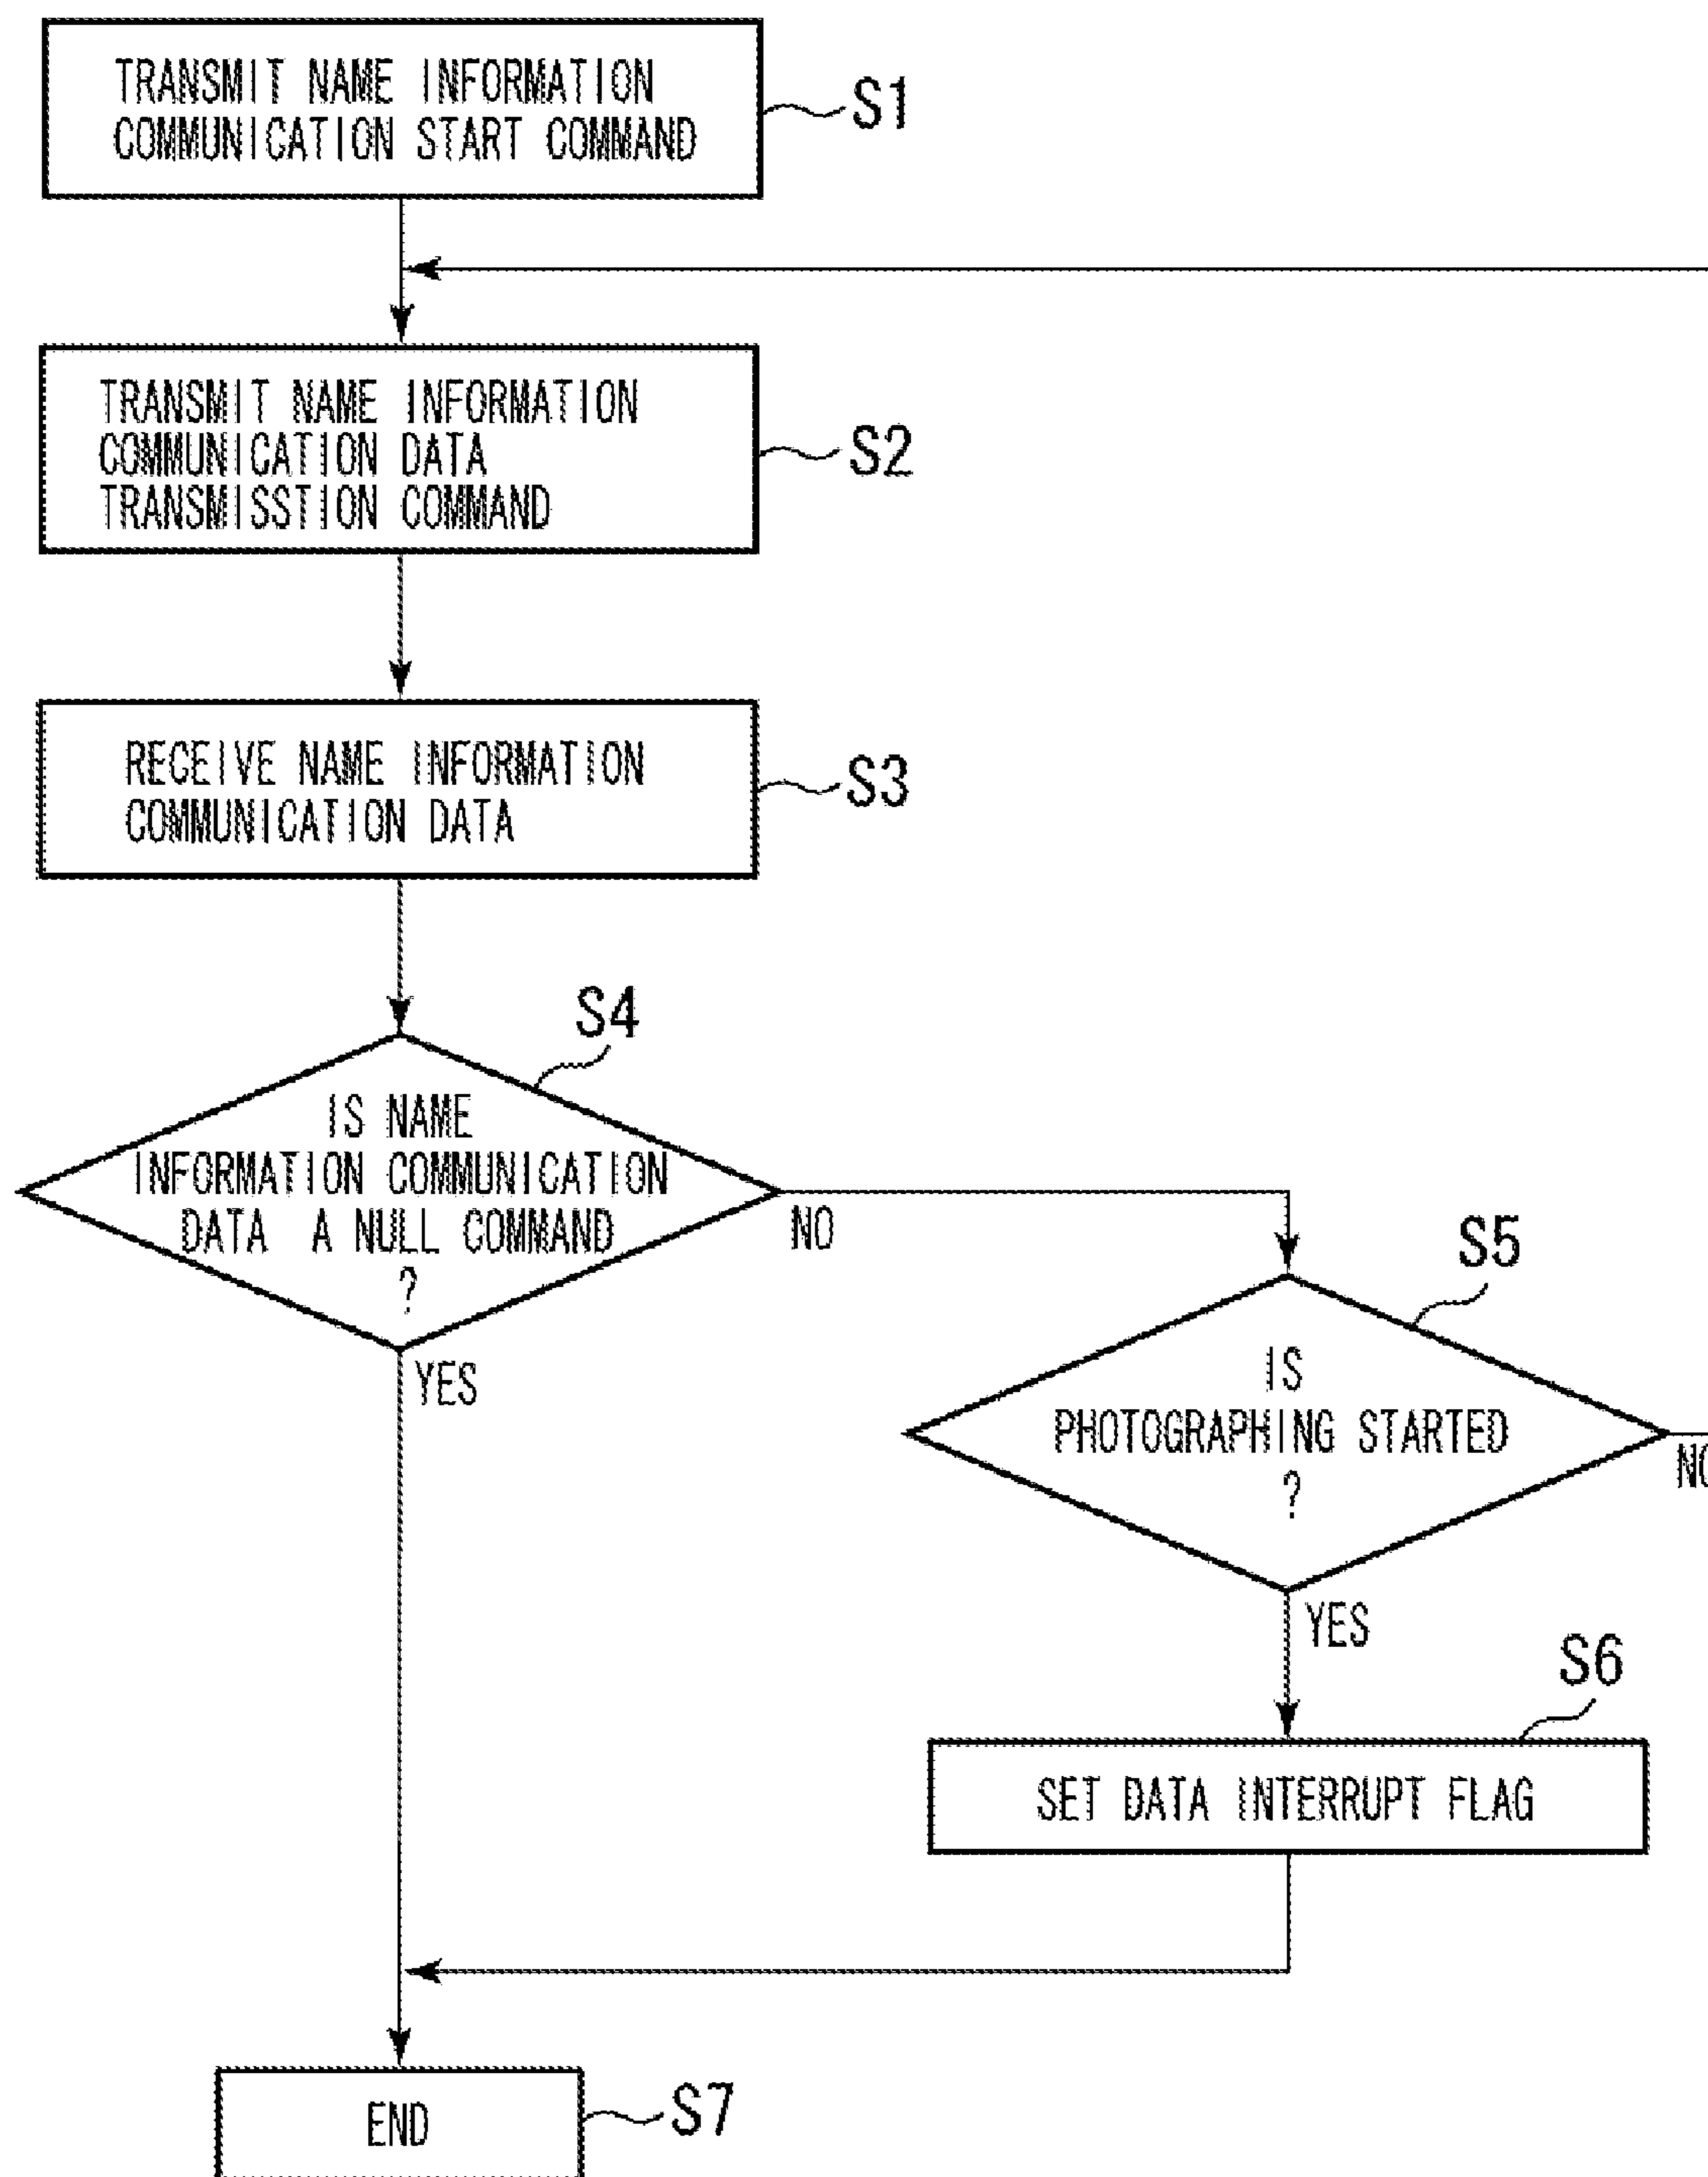 TRANSMIT NAME INFORMATION
COMMUNICATION START COMMAND
S1
TRANSMIT NAME INFORMATION
COMMUNICATION DATA
TRANSMISSTION COMMAND
S2
RECEIVE NAME INFORMATION
COMMUNICATION DATA
S3
S4
IS NAME
INFORMATION COMMUNICATION
DATA A NULL COMMAND
?
NO
YES
S5
IS
PHOTOGRAPHING STARTED
?
NO
YES
S6
SET DATA INTERRUPT FLAG
END
S7